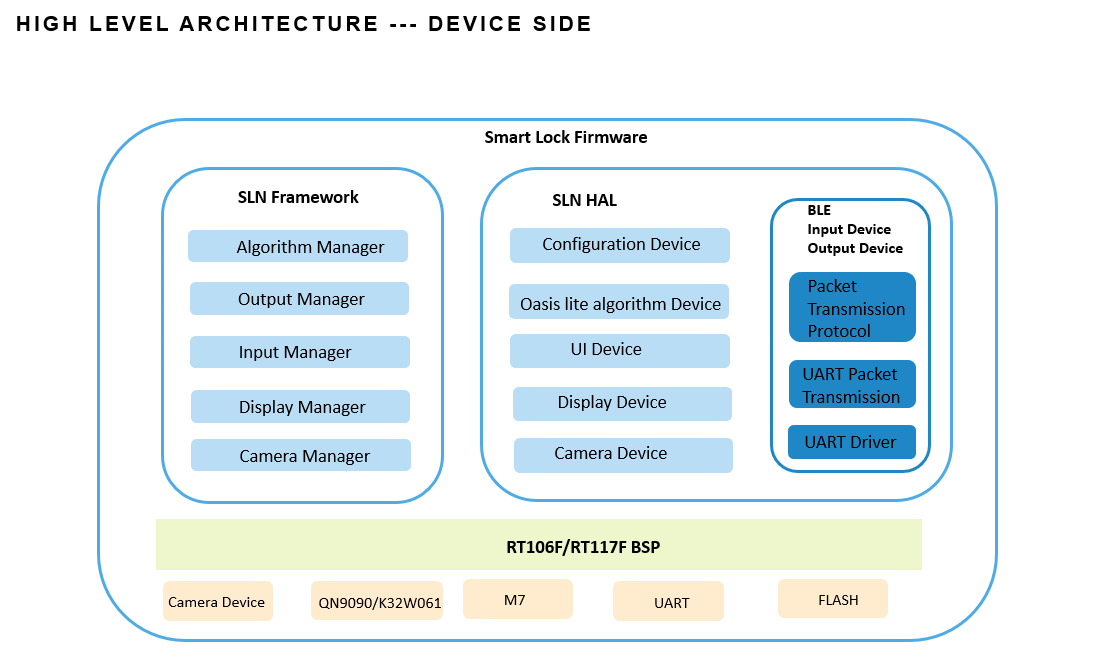 HIGH LEVEL ARCHITECTURE --- DEVICE SIDE
Smart Lock Firmware
SLN Framework
Algorithm Manager
Output Manager
Input Manager
Display Manager
Camera Manager
SLN HAL
Configuration Device
Oasis lite algorithm Device
UI Device
Display Device
Camera Device
BLE
Input Device
Output Device
Packet
Transmission
Protocol
UART Packet
Transmission
UART Driver
RT106F/RT117F BSP
Camera Device
QN9090/K32W061
M7
UART
FLASH